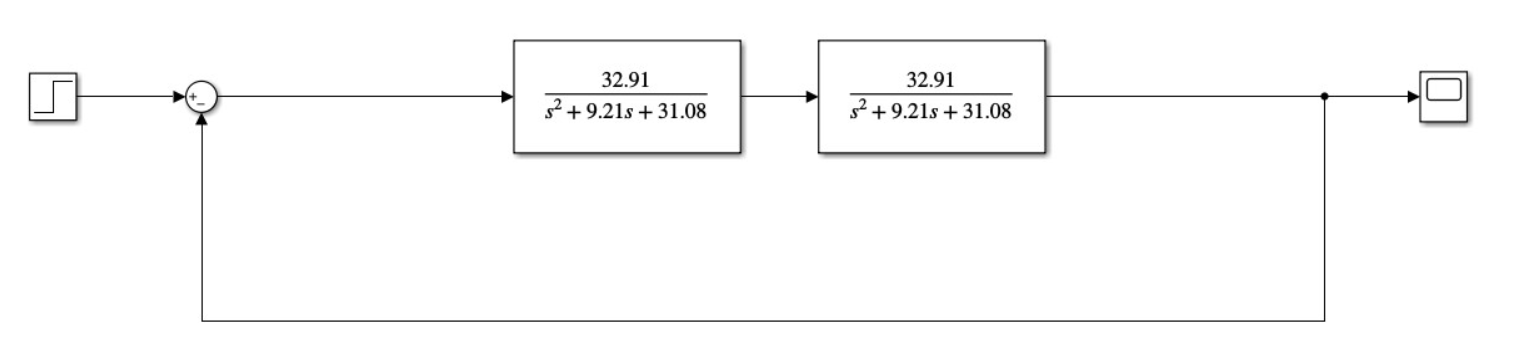 +
−
32.91
s² + 9.21s + 31.08
32.91
s² + 9.21s + 31.08